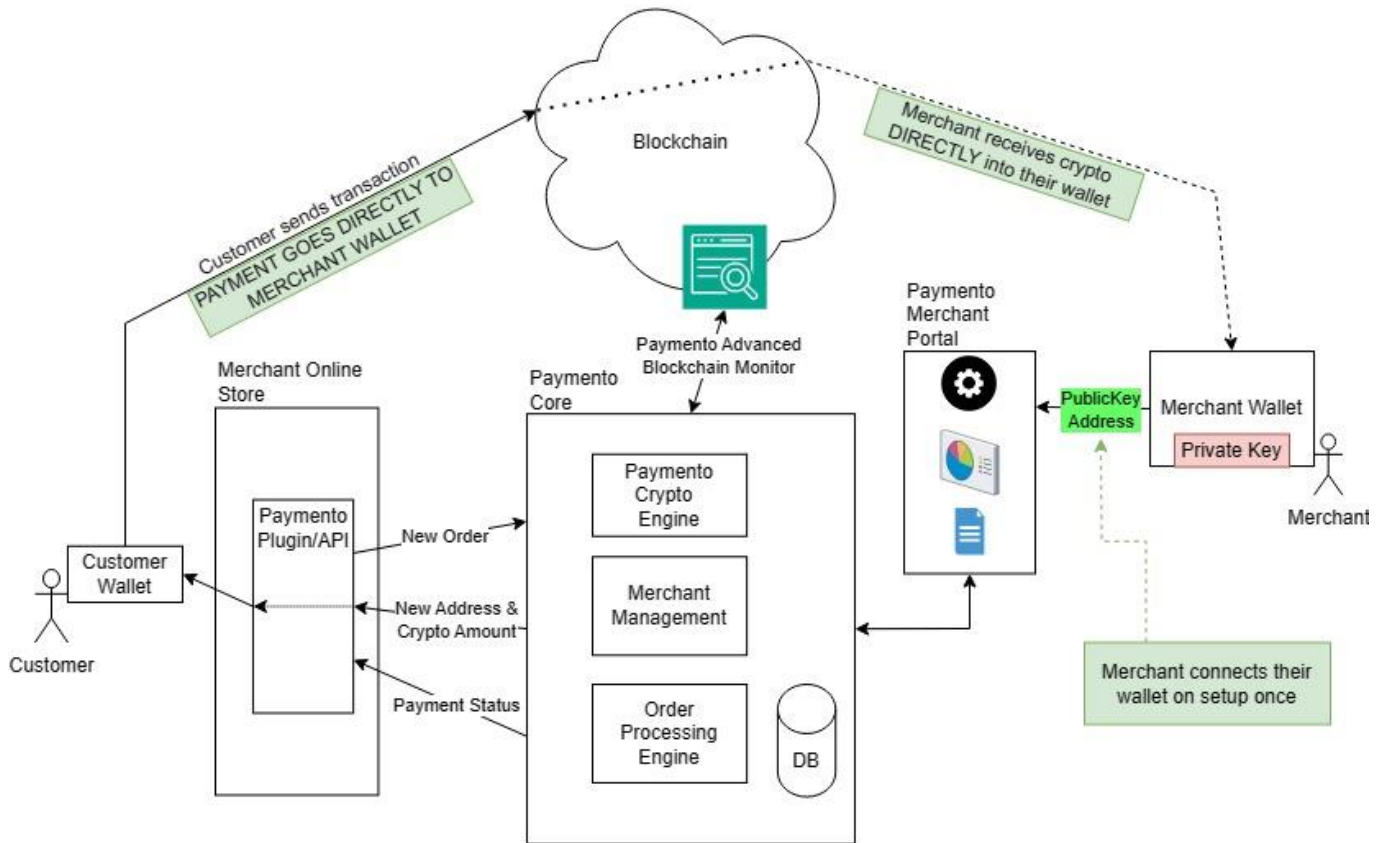 Blockchain
Customer sends transaction
PAYMENT GOES DIRECTLY TO
MERCHANT WALLET
Merchant receives crypto
DIRECTLY into their wallet
Paymento Advanced
Blockchain Monitor
Merchant Online
Store
Paymento
Core
Paymento
Merchant
Portal
PublicKey
Address
Merchant Wallet
Private Key
Merchant
Paymento
Plugin/API
New Order
Paymento
Crypto
Engine
Customer
Wallet
Customer
New Address &
Crypto Amount
Merchant
Management
Payment Status
Order
Processing
Engine
DB
Merchant connects their
wallet on setup once